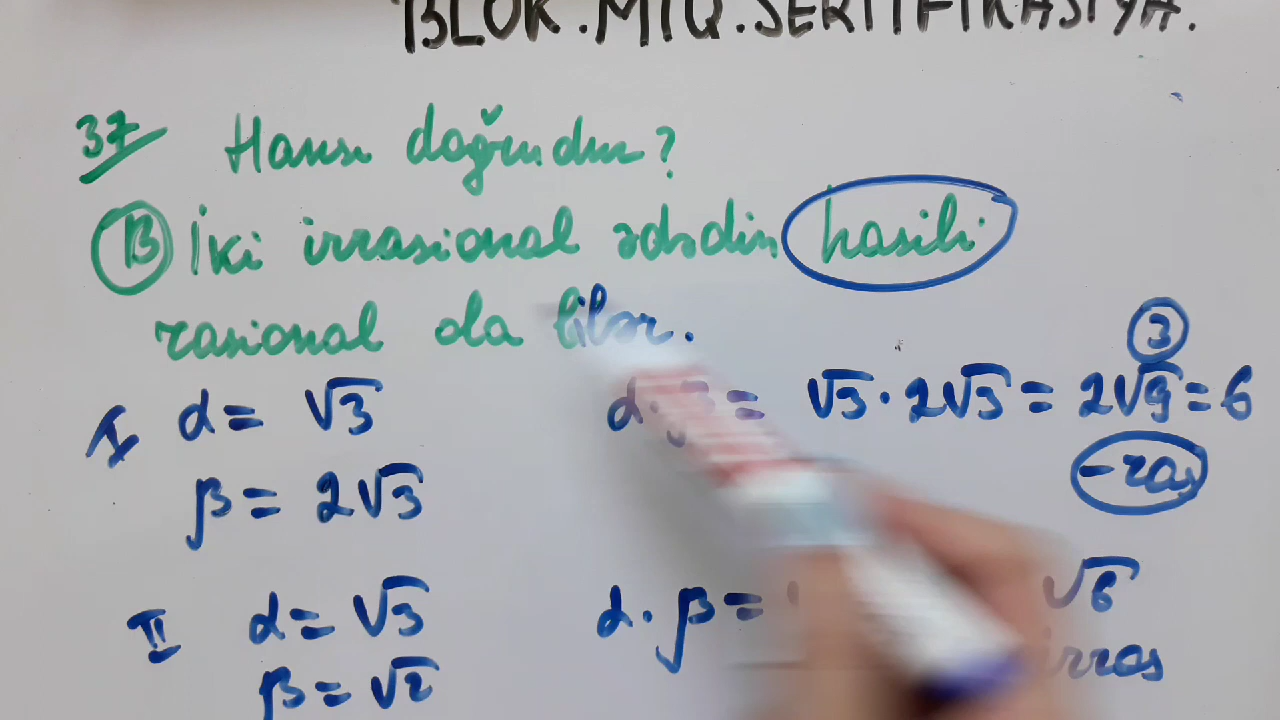 BLOK.MİQ.SERTİFİKASİYA.
37 Hansı doğrudur?
B İki irrasional ədədin hasili
rasional ola bilər.
I α = √3
β = 2√3
α · β = √3 · 2√3 = 2√9 = 6
3
- ras
II α = √3
β = √2
α · β = √6
irras